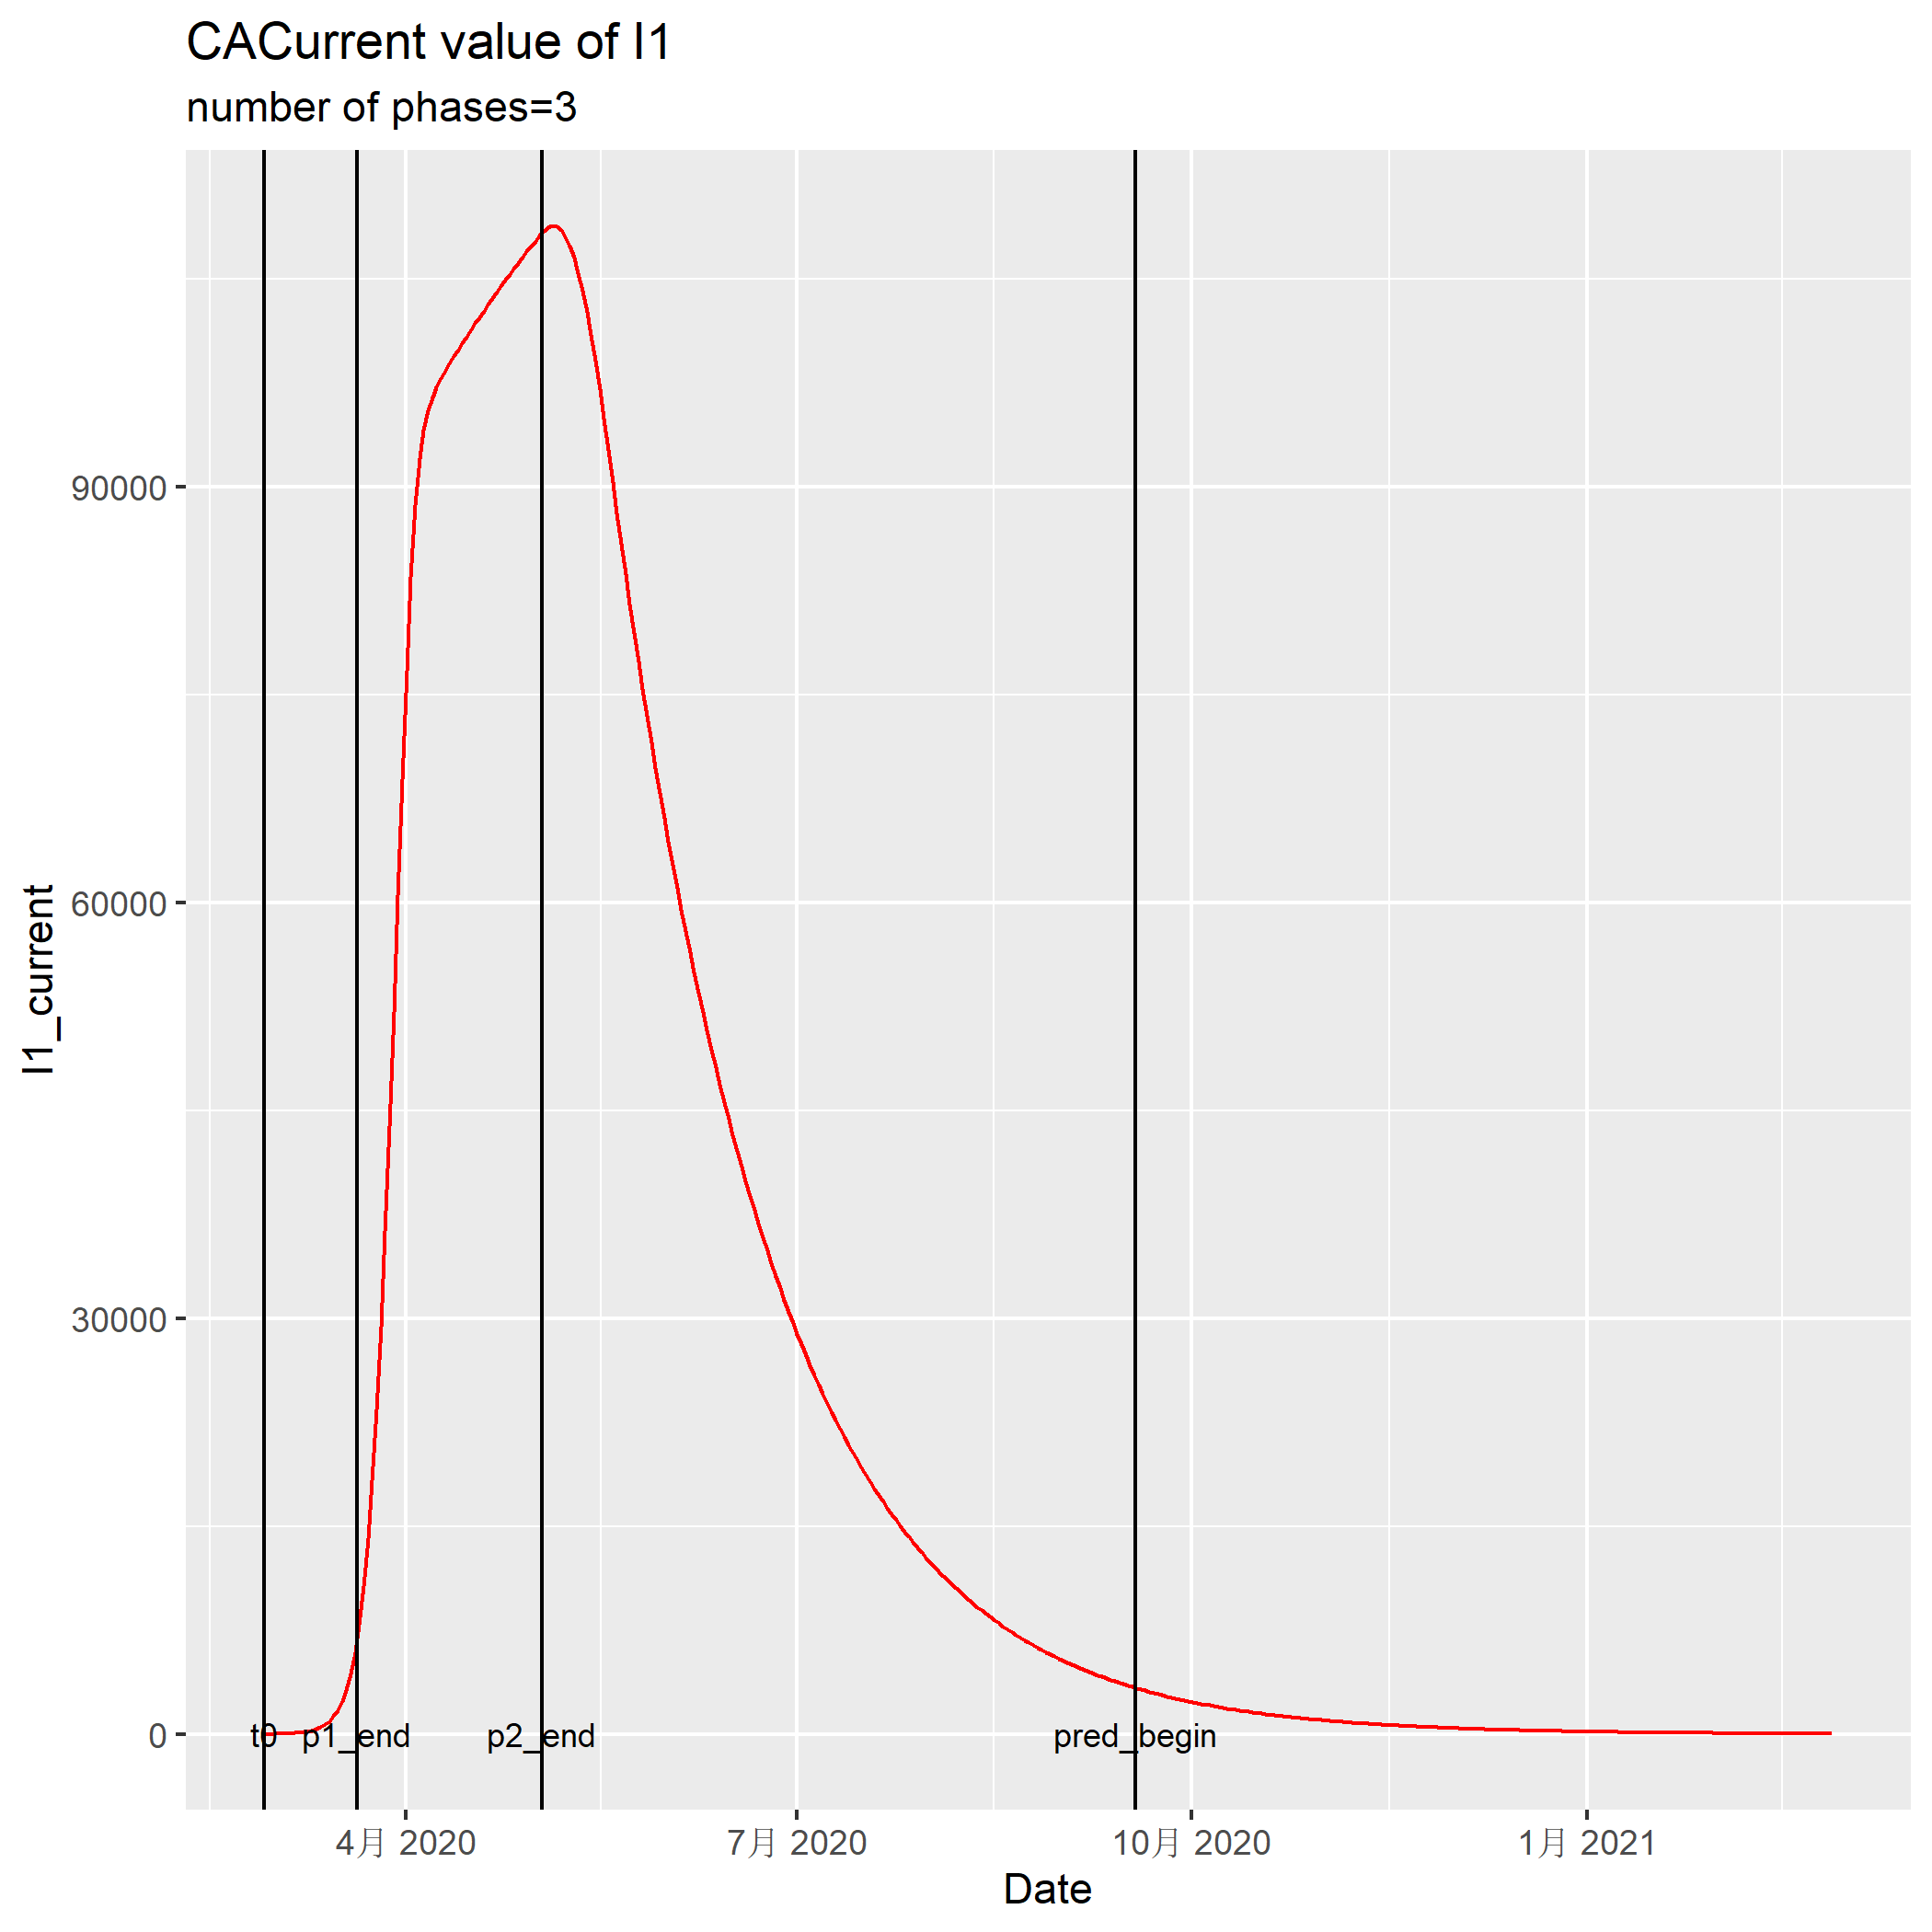 CACurrent value of I1
number of phases=3
I1_current
90000
60000
30000
0
t0 p1_end p2_end pred_begin
4月 2020 7月 2020 10月 2020 1月 2021
Date